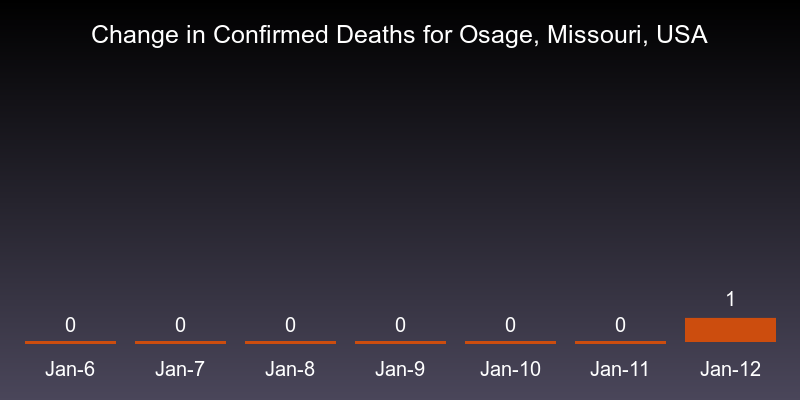 Change in Confirmed Deaths for Osage, Missouri, USA
1
0 0 0 0 0 0
Jan-6 Jan-7 Jan-8 Jan-9 Jan-10 Jan-11 Jan-12